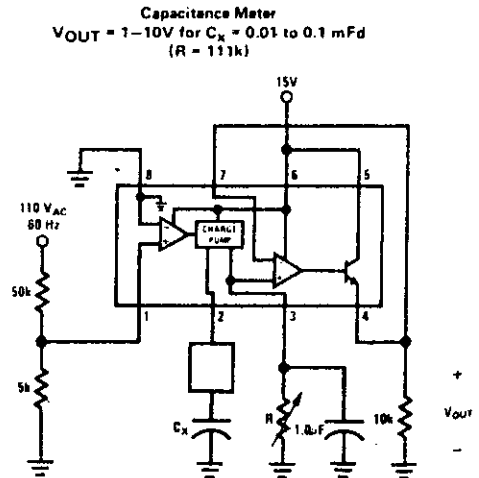 Capacitance Meter
VOUT = 1–10V for Cx = 0.01 to 0.1 mFd
(R = 111k)
15V
8
7
6
5
110 VAC
60 Hz
CHARGE
PUMP
-
+
-
+
50k
1
2
3
4
5k
Cx
R
1.0μF
10k
+
VOUT
−